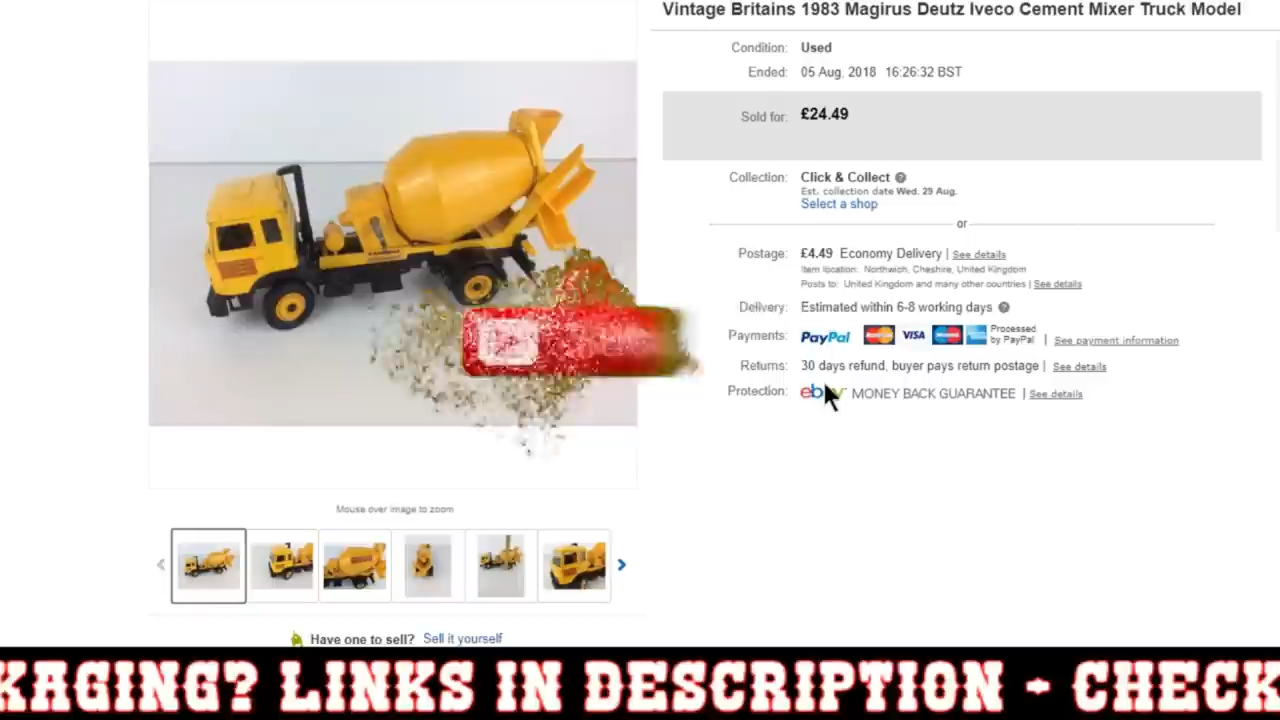 Vintage Britains 1983 Magirus Deutz Iveco Cement Mixer Truck Model
Condition: Used
Ended: 05 Aug, 2018 16:26:32 BST
Sold for: £24.49
Collection: Click & Collect
Est. collection date Wed. 29 Aug.
Select a shop
or
Postage: £4.49 Economy Delivery | See details
Item location: Northwich, Cheshire, United Kingdom
Posts to: United Kingdom and many other countries | See details
Delivery: Estimated within 6-8 working days
Payments: PayPal VISA Processed by PayPal | See payment information
Returns: 30 days refund, buyer pays return postage | See details
Protection: ebay MONEY BACK GUARANTEE | See details
Mouse over image to zoom
Have one to sell? Sell it yourself
KAGING? LINKS IN DESCRIPTION - CHECK